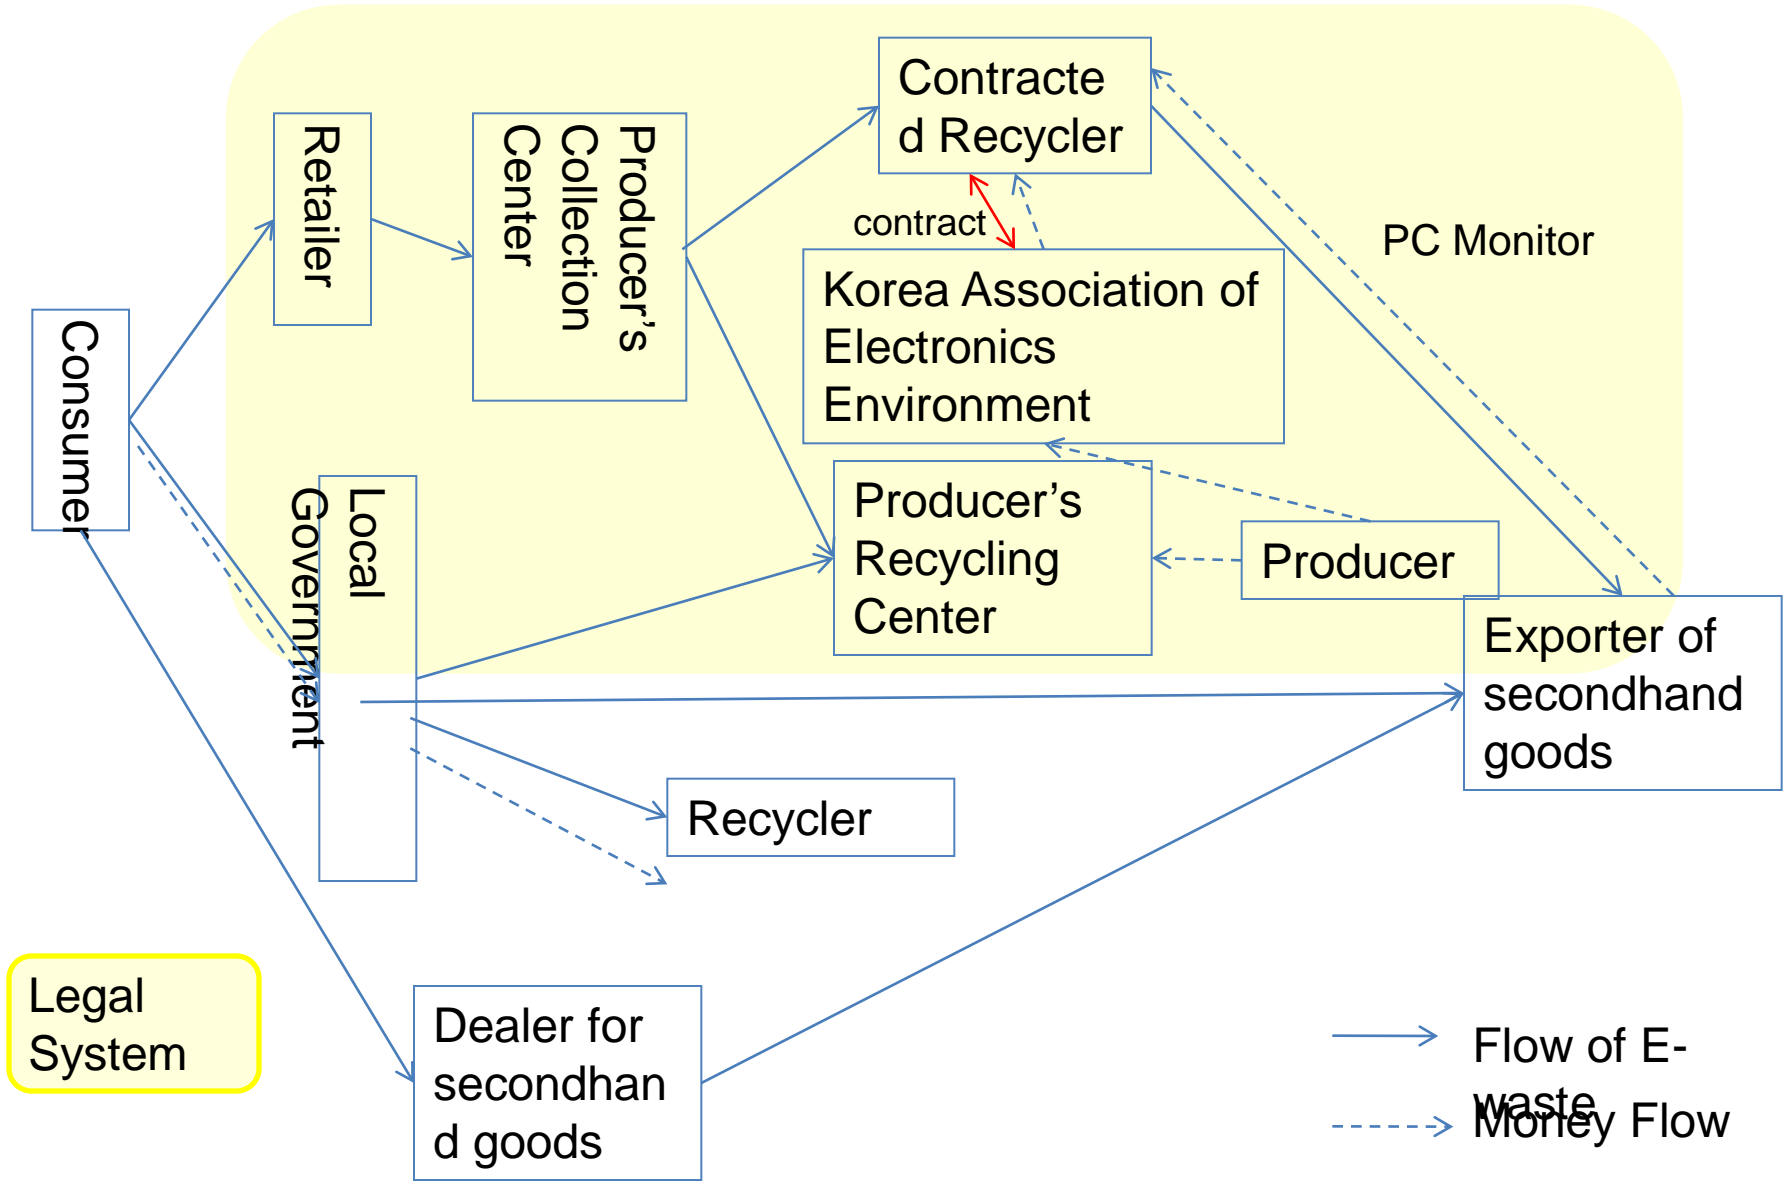 Contracte
d Recycler
Retailer
Producer’s
Collection
Center
contract
PC Monitor
Korea Association of
Electronics
Environment
Consumer
Local
Government
Producer’s
Recycling
Center
Producer
Exporter of
secondhand
goods
Recycler
Legal
System
Dealer for
secondhan
d goods
Flow of E-
waste
Money Flow